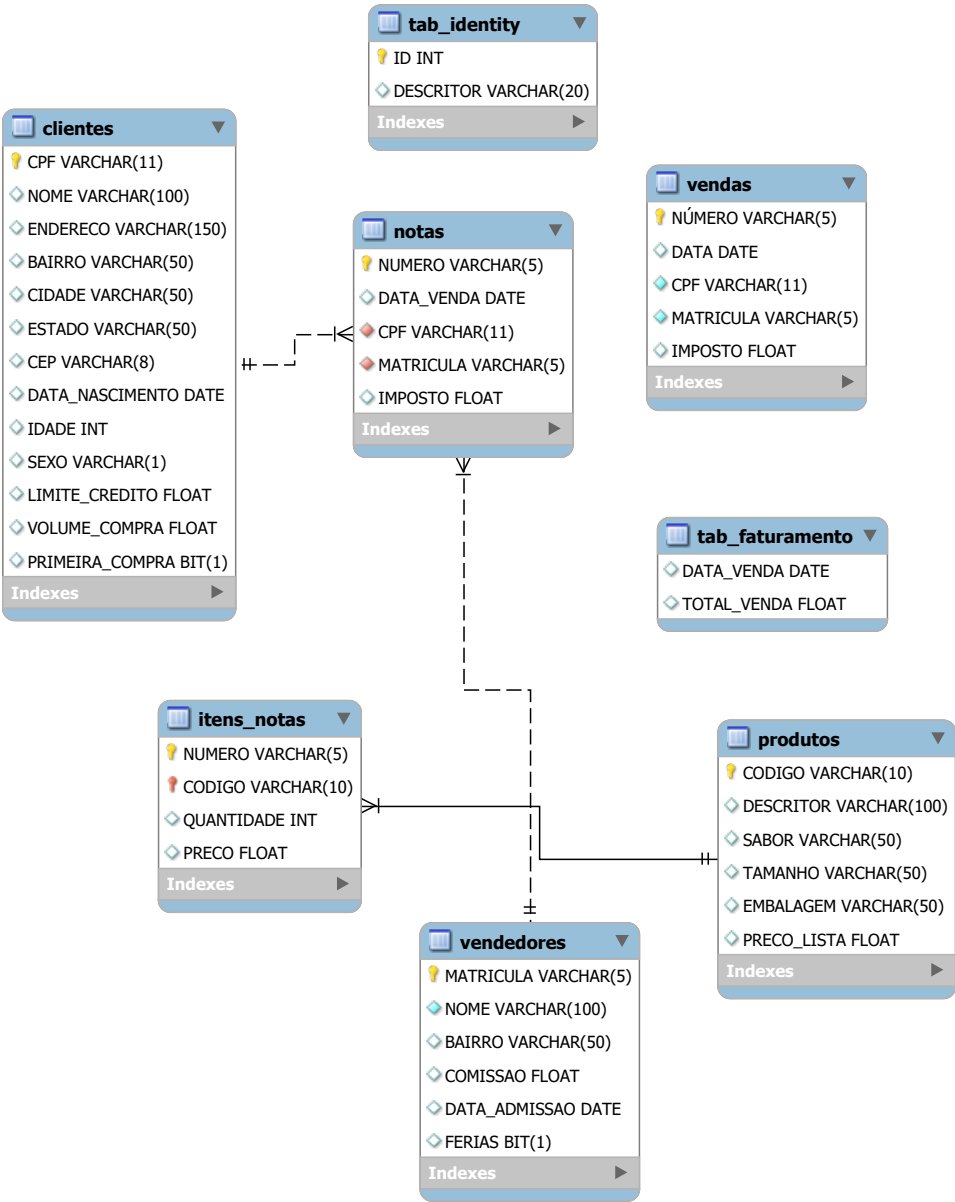 tab_identity
ID INT
DESCRITOR VARCHAR(20)
Indexes
clientes
CPF VARCHAR(11)
NOME VARCHAR(100)
ENDERECO VARCHAR(150)
BAIRRO VARCHAR(50)
CIDADE VARCHAR(50)
ESTADO VARCHAR(50)
CEP VARCHAR(8)
DATA_NASCIMENTO DATE
IDADE INT
SEXO VARCHAR(1)
LIMITE_CREDITO FLOAT
VOLUME_COMPRA FLOAT
PRIMEIRA_COMPRA BIT(1)
Indexes
notas
NUMERO VARCHAR(5)
DATA_VENDA DATE
CPF VARCHAR(11)
MATRICULA VARCHAR(5)
IMPOSTO FLOAT
Indexes
vendas
NÚMERO VARCHAR(5)
DATA DATE
CPF VARCHAR(11)
MATRICULA VARCHAR(5)
IMPOSTO FLOAT
Indexes
tab_faturamento
DATA_VENDA DATE
TOTAL_VENDA FLOAT
itens_notas
NUMERO VARCHAR(5)
CODIGO VARCHAR(10)
QUANTIDADE INT
PRECO FLOAT
Indexes
produtos
CODIGO VARCHAR(10)
DESCRITOR VARCHAR(100)
SABOR VARCHAR(50)
TAMANHO VARCHAR(50)
EMBALAGEM VARCHAR(50)
PRECO_LISTA FLOAT
Indexes
vendedores
MATRICULA VARCHAR(5)
NOME VARCHAR(100)
BAIRRO VARCHAR(50)
COMISSAO FLOAT
DATA_ADMISSAO DATE
FERIAS BIT(1)
Indexes